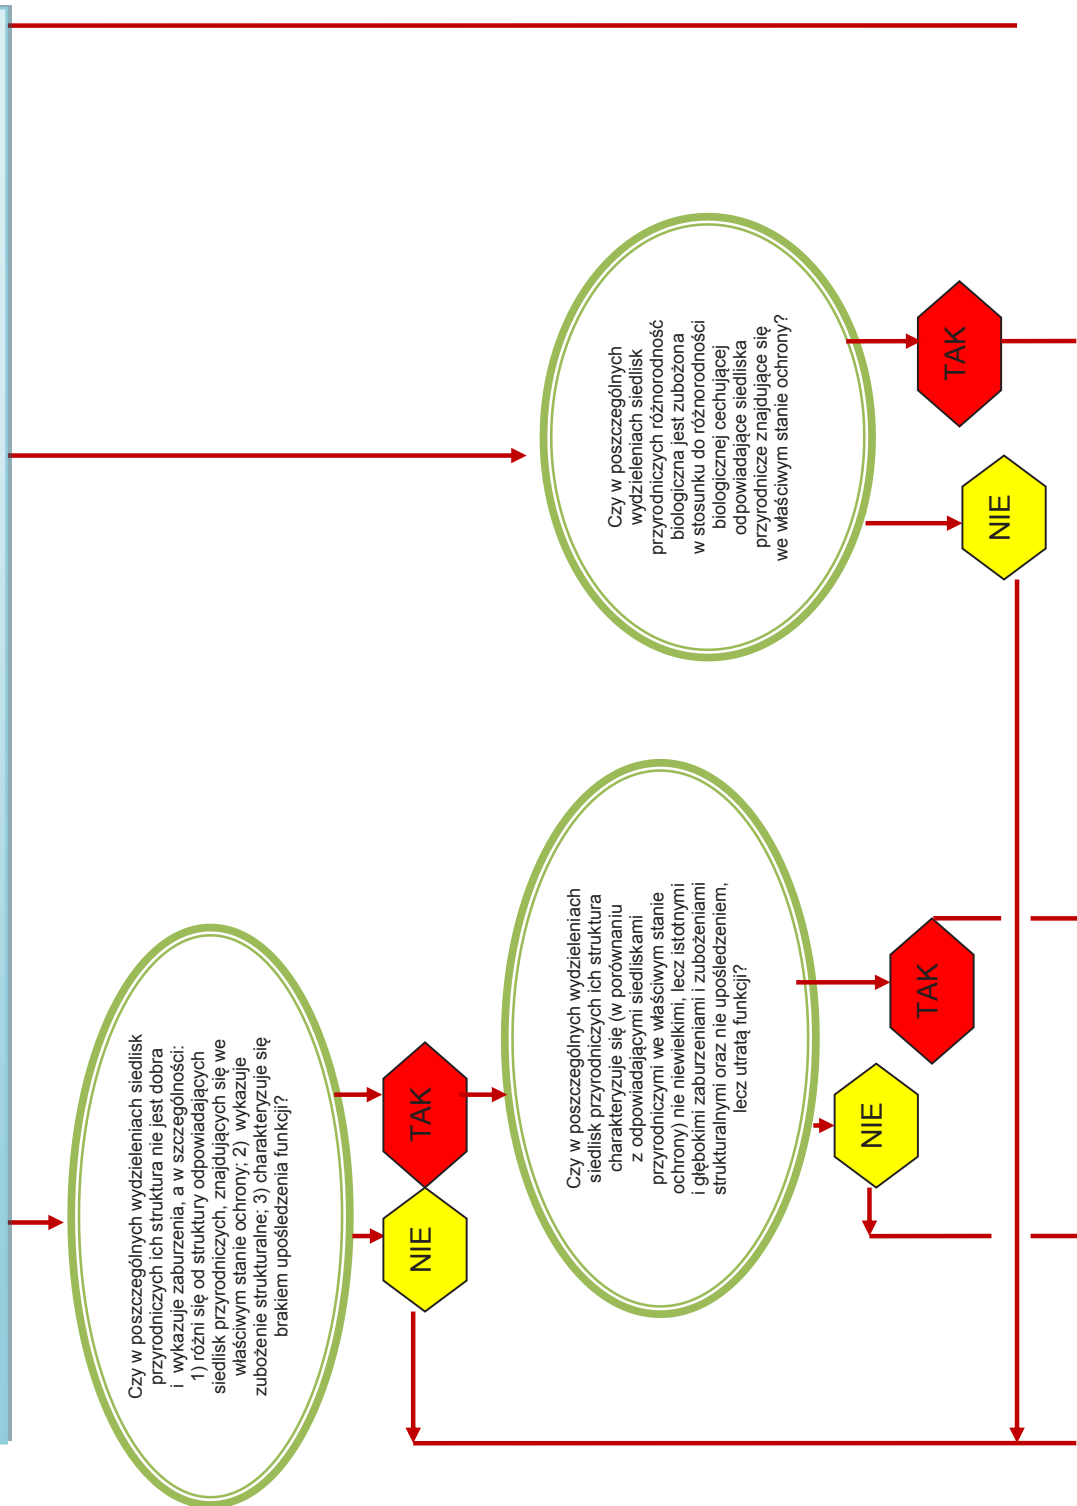 Czy w poszczególnych wydzieleniach siedlisk
przyrodniczych ich struktura nie jest dobra
i wykazuje zaburzenia, a w szczególności:
1) różni się od struktury odpowiadających
siedlisk przyrodniczych, znajdujących się we
właściwym stanie ochrony; 2) wykazuje
zubożenie strukturalne; 3) charakteryzuje się
brakiem upośledzenia funkcji?
NIE
TAK
Czy w poszczególnych wydzieleniach
siedlisk przyrodniczych ich struktura
charakteryzuje się (w porównaniu
z odpowiadającymi siedliskami
przyrodniczymi we właściwym stanie
ochrony) nie niewielkimi, lecz istotnymi
i głębokimi zaburzeniami i zubożeniami
strukturalnymi oraz nie upośledzeniem,
lecz utratą funkcji?
NIE
TAK
Czy w poszczególnych
wydzieleniach siedlisk
przyrodniczych różnorodność
biologiczna jest zubożona
w stosunku do różnorodności
biologicznej cechującej
odpowiadające siedliska
przyrodnicze znajdujące się
we właściwym stanie ochrony?
NIE
TAK